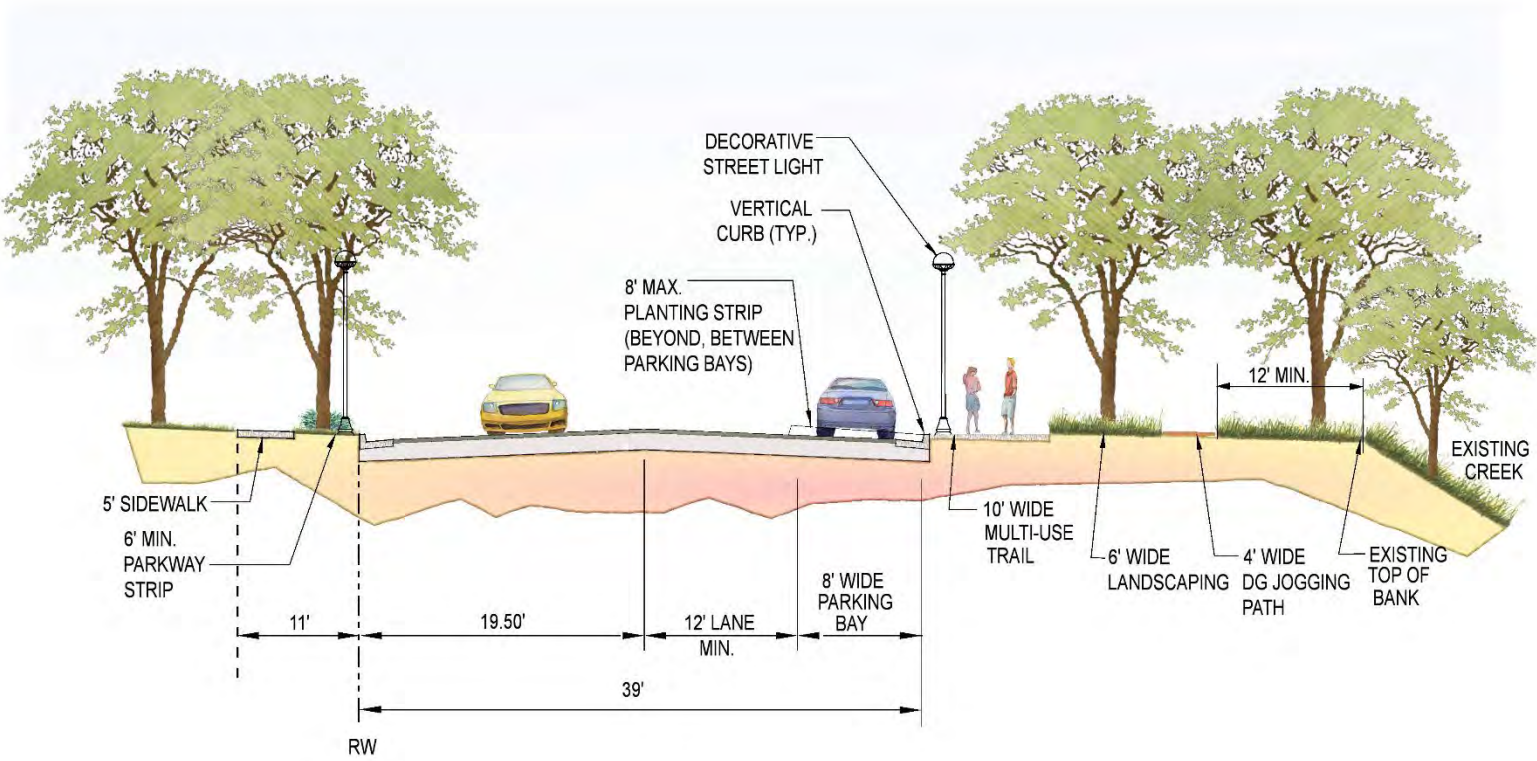 DECORATIVE
STREET LIGHT
VERTICAL
CURB (TYP.)
8' MAX.
PLANTING STRIP
(BEYOND, BETWEEN
PARKING BAYS)
12' MIN.
EXISTING
CREEK
5' SIDEWALK
6' MIN.
PARKWAY
STRIP
10' WIDE
MULTI-USE
TRAIL
6' WIDE
LANDSCAPING
4' WIDE
DG JOGGING
PATH
EXISTING
TOP OF
BANK
11'
19.50'
12' LANE
MIN.
8' WIDE
PARKING
BAY
39'
RW